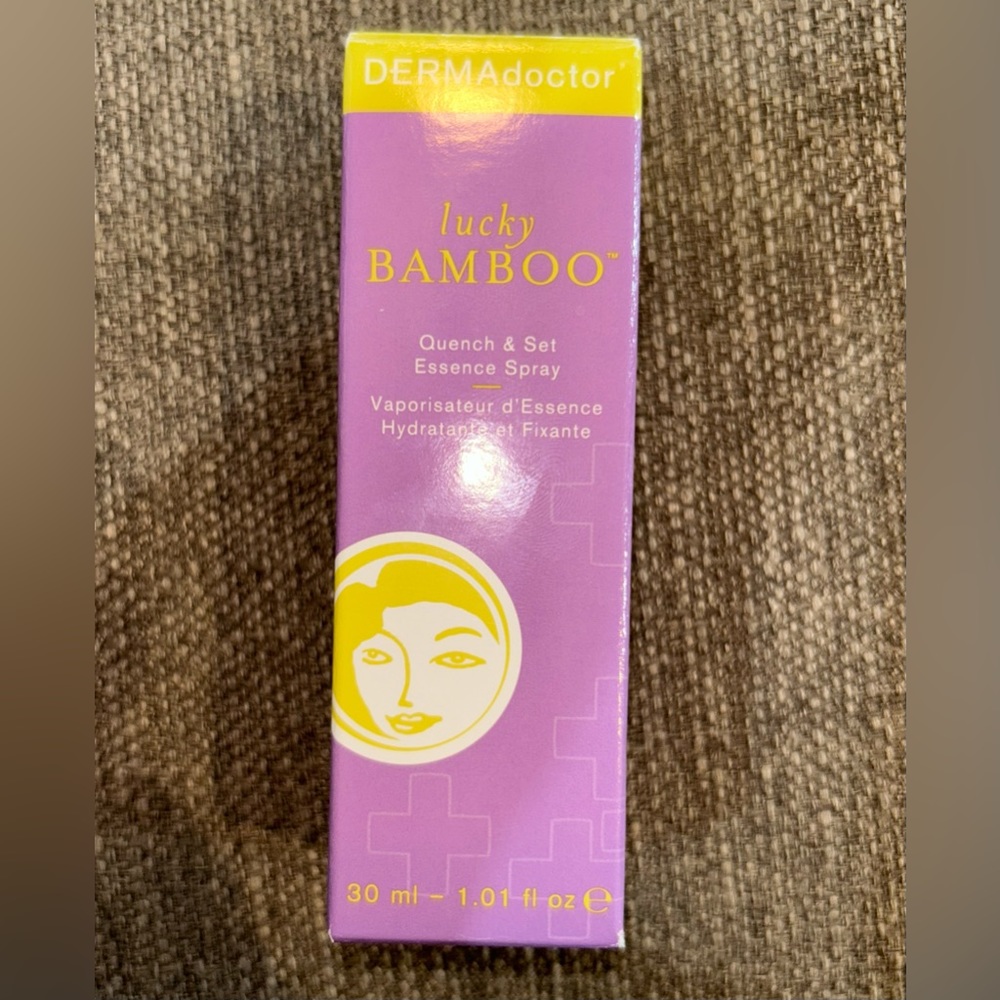 DERMAdoctor®
lucky
BAMBOO™
Quench & Set
Essence Spray
Vaporisateur d'Essence
Hydratante et Fixante
30 ml – 1.01 fl oz ℮